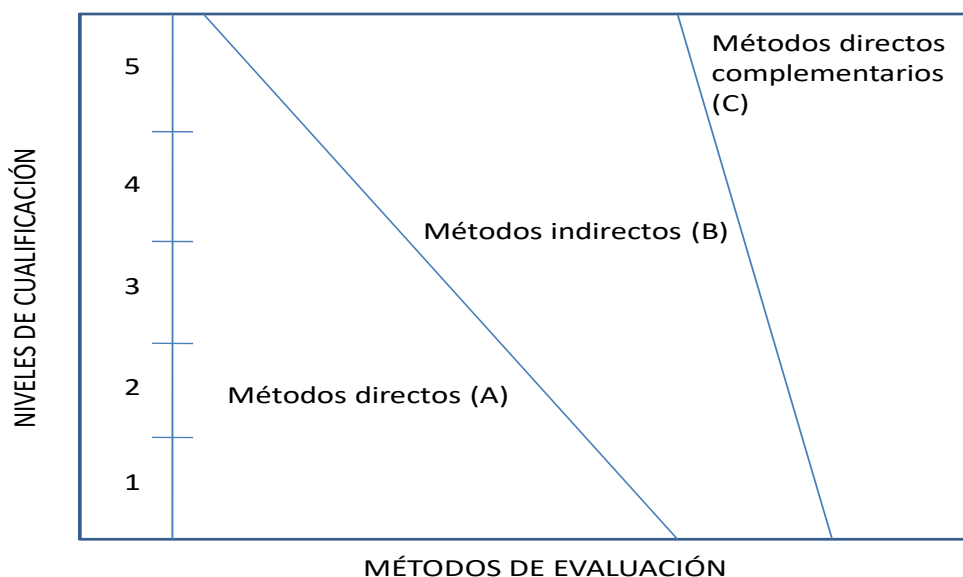 Métodos directos
complementarios
(C)
NIVELES DE CUALIFICACIÓN
5
4
3
2
1
Métodos indirectos (B)
Métodos directos (A)
MÉTODOS DE EVALUACIÓN